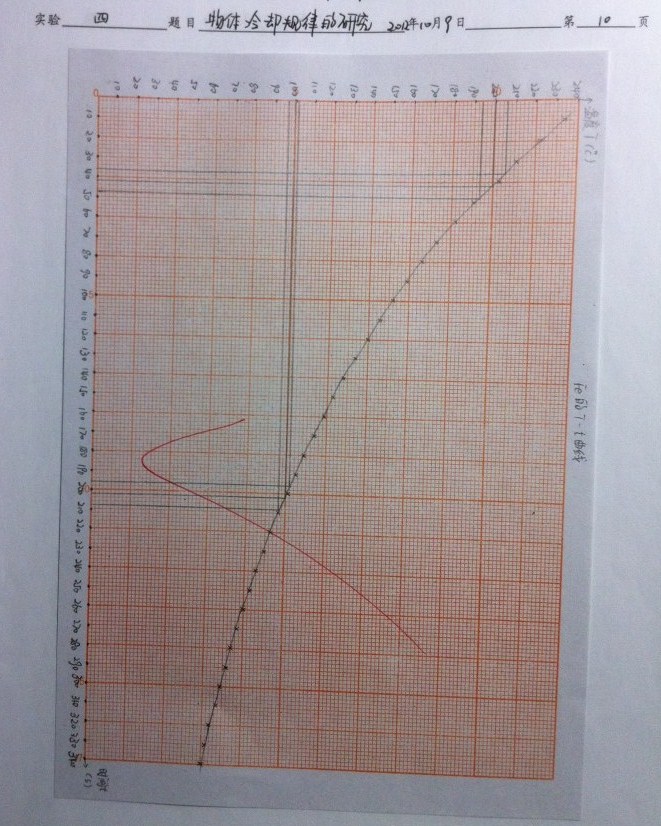 实验 四 题目 物体冷却规律的研究 2012年10月9日 第 10 页
10 20 30 40 50 60 70 80 90 100 110 120 130 140 150 160 170 180 190 200 210 220 230 240
温度T(℃)
10 20 30 40 50 60 70 80 90 100 110 120 130 140 150 160 170 180 190 200 210 220 230 240 250 260 270 280 290 300 310 320 330 340
T-t曲线
时间t(s)